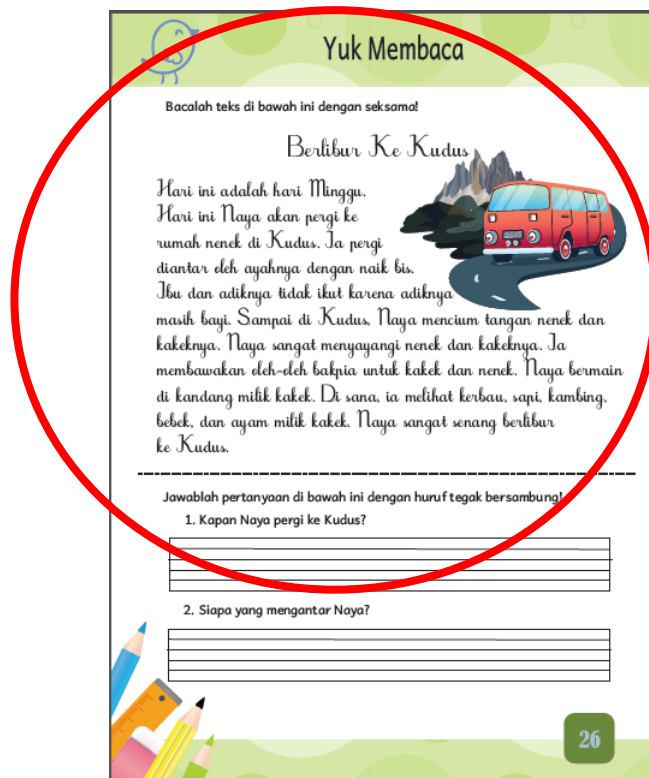 Yuk Membaca
Bacalah teks di bawah ini dengan seksama!
Berlibur Ke Kudus
Hari ini adalah hari Minggu.
Hari ini Naya akan pergi ke
rumah nenek di Kudus. Ia pergi
diantar oleh ayahnya dengan naik bis.
Ibu dan adiknya tidak ikut karena adiknya
masih bayi. Sampai di Kudus, Naya mencium tangan nenek dan
kakeknya. Naya sangat menyayangi nenek dan kakeknya. Ia
membawakan oleh-oleh bakpia untuk kakek dan nenek. Naya bermain
di kandang milik kakek. Di sana, ia melihat kerbau, sapi, kambing,
bebek, dan ayam milik kakek. Naya sangat senang berlibur
ke Kudus.
Jawablah pertanyaan di bawah ini dengan huruf tegak bersambung!
1. Kapan Naya pergi ke Kudus?
2. Siapa yang mengantar Naya?
26